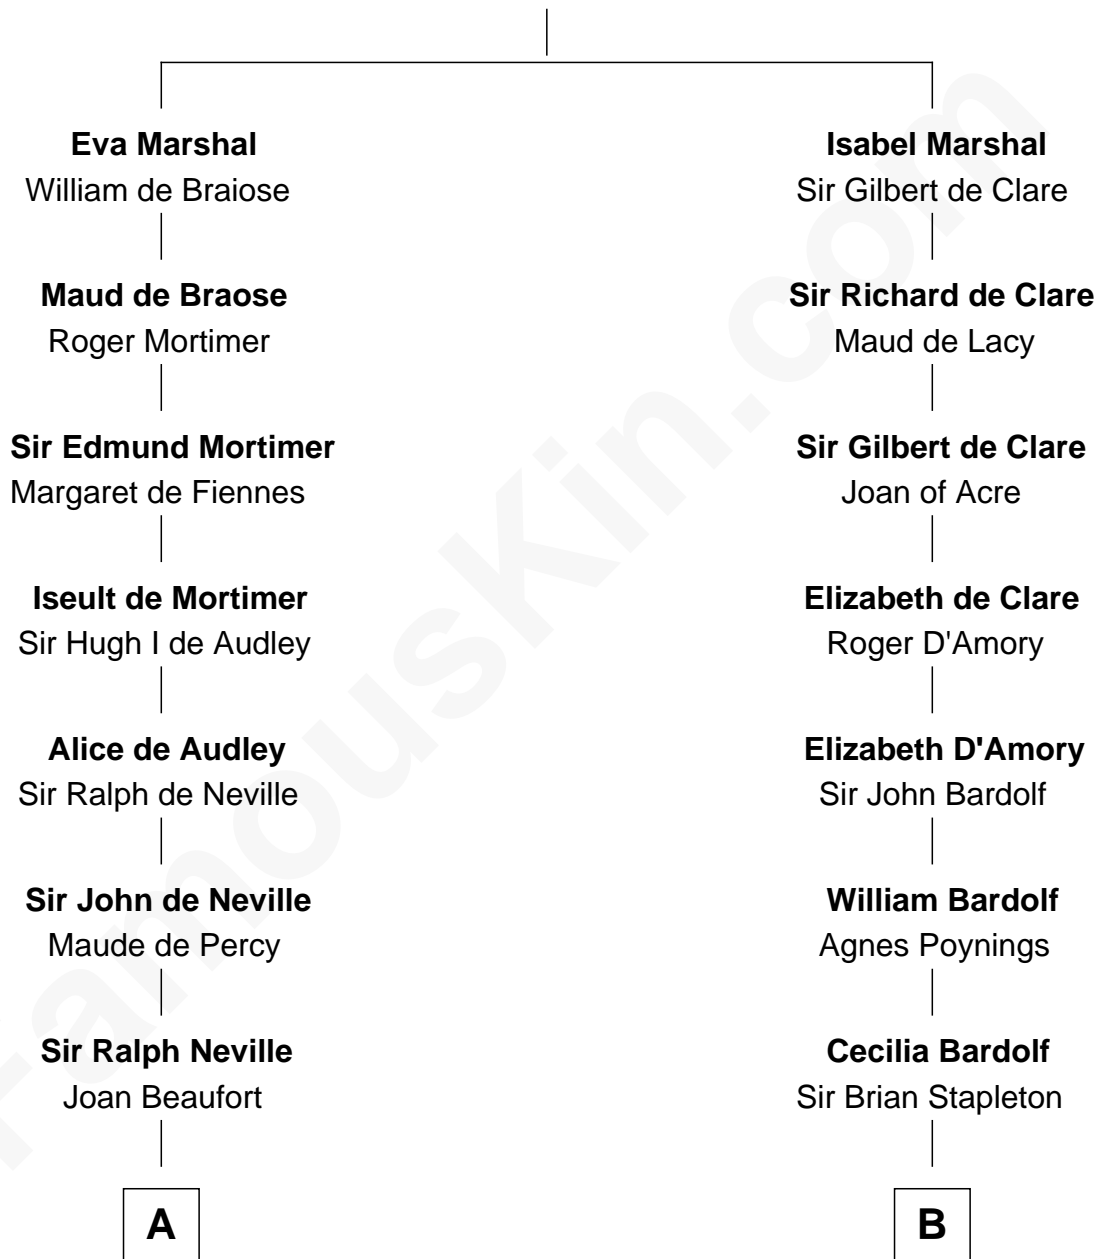 Eva Marshal
William de Braiose
Maud de Braose
Roger Mortimer
Sir Edmund Mortimer
Margaret de Fiennes
Iseult de Mortimer
Sir Hugh I de Audley
Alice de Audley
Sir Ralph de Neville
Sir John de Neville
Maude de Percy
Sir Ralph Neville
Joan Beaufort
A
Isabel Marshal
Sir Gilbert de Clare
Sir Richard de Clare
Maud de Lacy
Sir Gilbert de Clare
Joan of Acre
Elizabeth de Clare
Roger D'Amory
Elizabeth D'Amory
Sir John Bardolf
William Bardolf
Agnes Poynings
Cecilia Bardolf
Sir Brian Stapleton
B
FamousKin.com